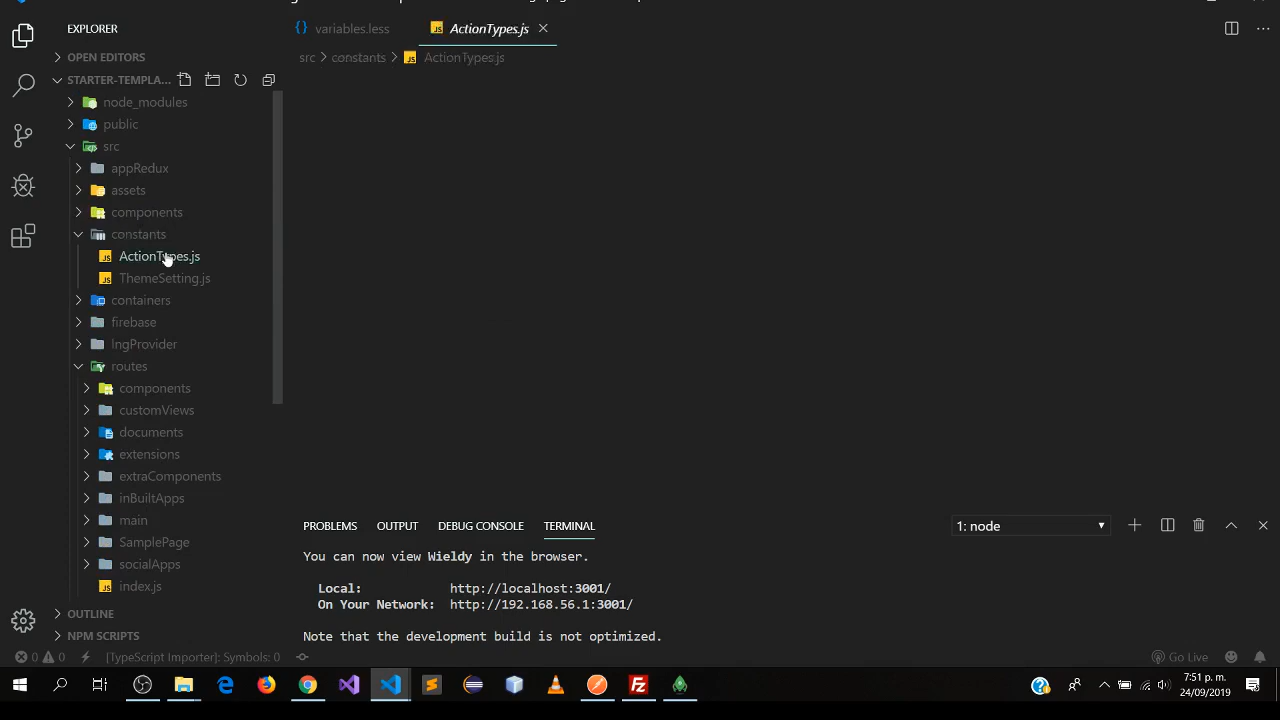 EXPLORER
variables.less
ActionTypes.js
OPEN EDITORS
src
constants
ActionTypes.js
STARTER-TEMPLA...
node_modules
public
src
appRedux
assets
components
constants
ActionTypes.js
ThemeSetting.js
containers
firebase
lngProvider
routes
components
customViews
documents
extensions
extraComponents
inBuiltApps
main
SamplePage
socialApps
index.js
OUTLINE
NPM SCRIPTS
PROBLEMS OUTPUT DEBUG CONSOLE TERMINAL
1: node
You can now view Wieldy in the browser.
Local: http://localhost:3001/
On Your Network: http://192.168.56.1:3001/
Note that the development build is not optimized.
0 0 [TypeScript Importer]: Symbols: 0
Go Live
7:51 p. m.
24/09/2019